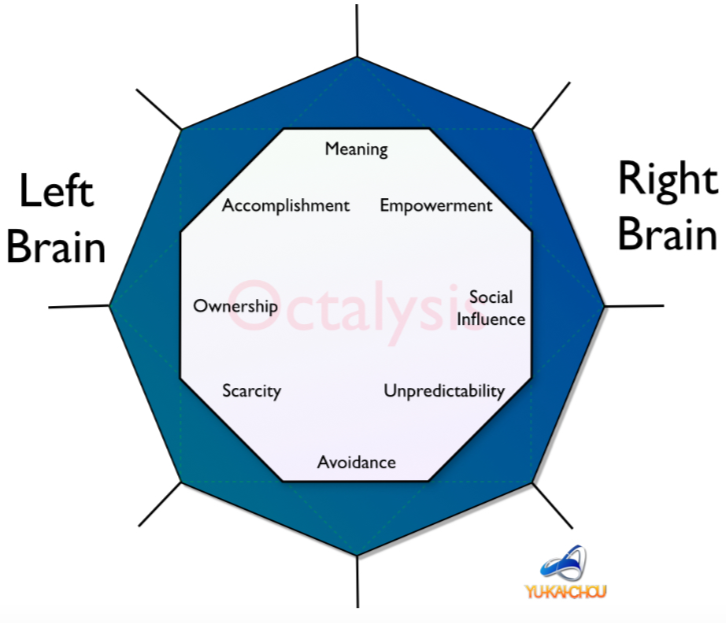 Meaning
Left
Brain
Right
Brain
Accomplishment
Empowerment
Octalysis
Ownership
Social
Influence
Scarcity
Unpredictability
Avoidance
YU-KAI-CHOU